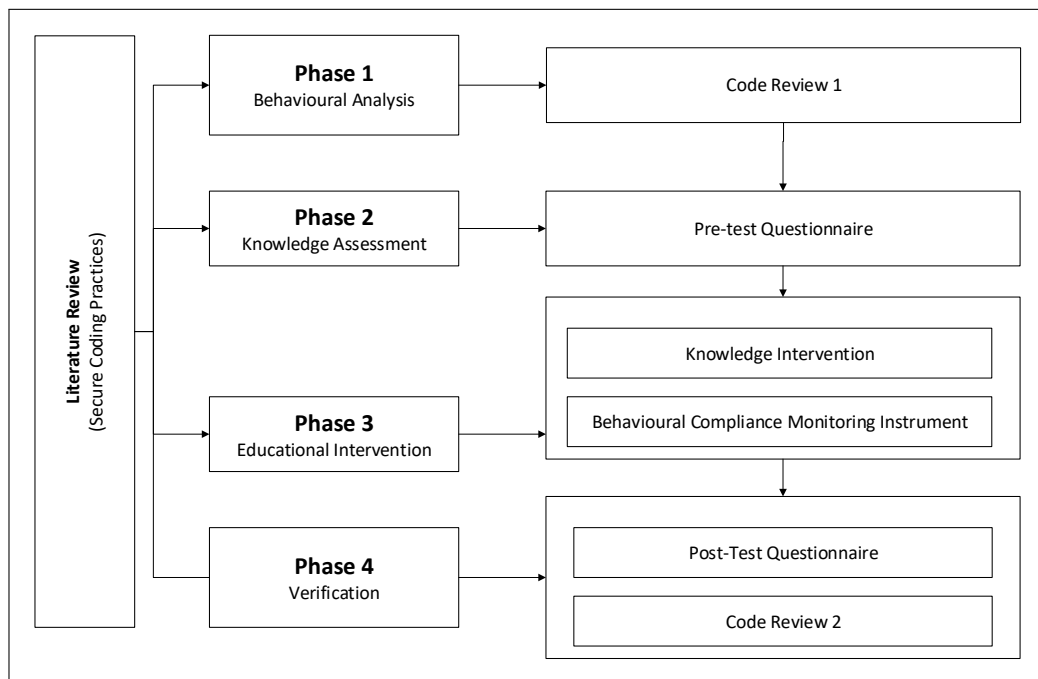 Literature Review
(Secure Coding Practices)
Phase 1
Behavioural Analysis
Code Review 1
Phase 2
Knowledge Assessment
Pre-test Questionnaire
Knowledge Intervention
Phase 3
Educational Intervention
Behavioural Compliance Monitoring Instrument
Phase 4
Verification
Post-Test Questionnaire
Code Review 2